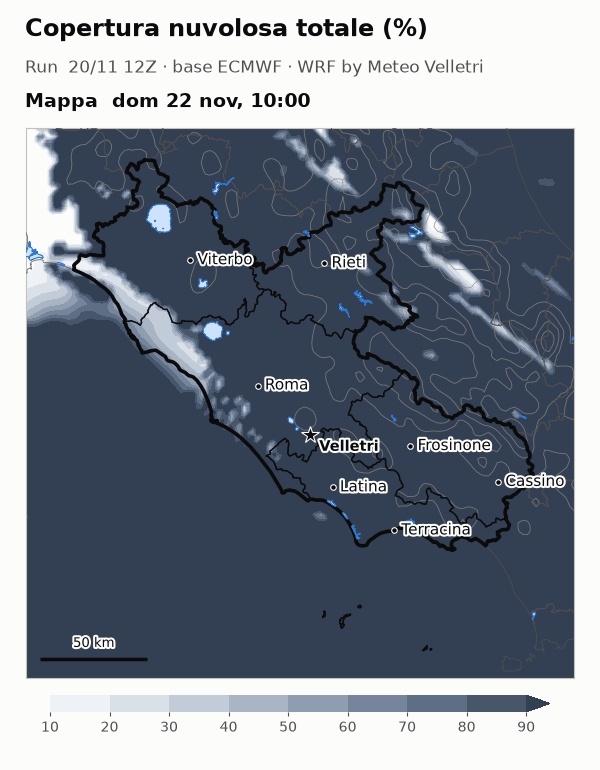 Copertura nuvolosa totale (%)
Run 20/11 12Z · base ECMWF · WRF by Meteo Velletri
Mappa dom 22 nov, 10:00
Viterbo
Rieti
Roma
Velletri
Frosinone
Cassino
Latina
Terracina
50 km
10 20 30 40 50 60 70 80 90